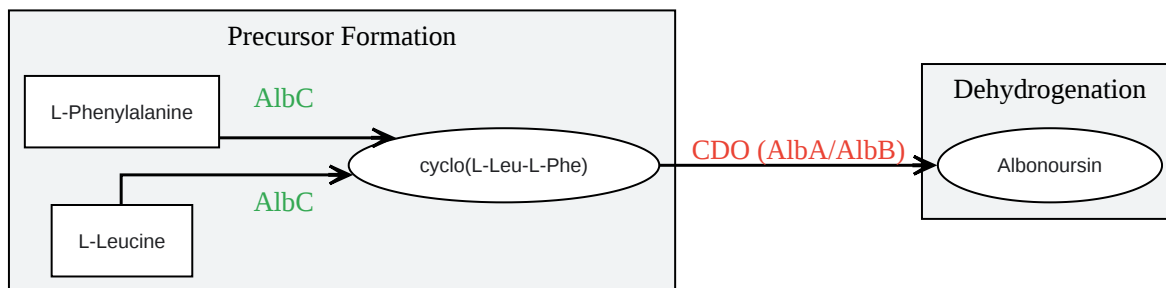 Precursor Formation
L-Phenylalanine
AlbC
cyclo(L-Leu-L-Phe)
AlbC
L-Leucine
CDO (AlbA/AlbB)
Dehydrogenation
Albonoursin